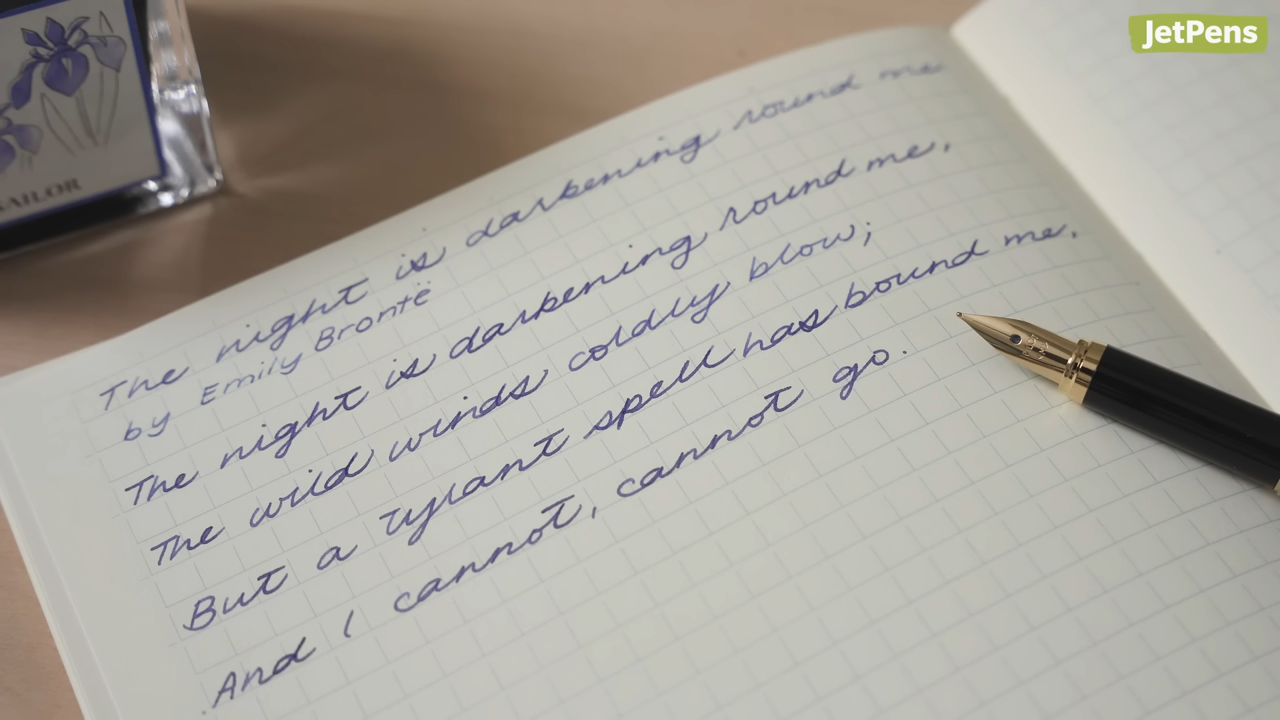 JetPens
SAILOR
The night is darkening round me
by Emily Brontë
The night is darkening round me,
The wild winds coldly blow;
But a tyrant spell has bound me,
And I cannot, cannot go.